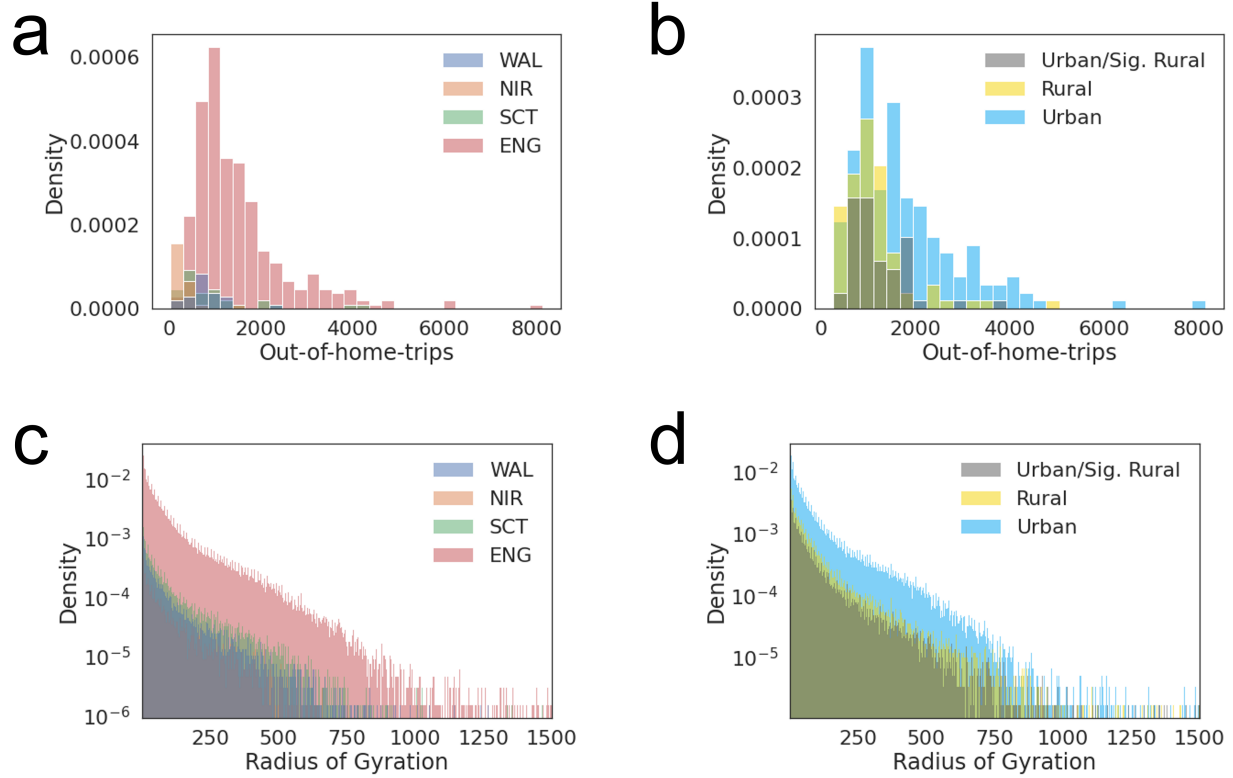 a
b
0.0006
0.0004
0.0002
0.0000
Density
WAL
NIR
SCT
ENG
0 2000 4000 6000 8000
Out-of-home-trips
0.0003
0.0002
0.0001
0.0000
Density
Urban/Sig. Rural
Rural
Urban
0 2000 4000 6000 8000
Out-of-home-trips
c
d
10⁻²
10⁻³
10⁻⁴
10⁻⁵
10⁻⁶
Density
WAL
NIR
SCT
ENG
250 500 750 1000 1250 1500
Radius of Gyration
10⁻²
10⁻³
10⁻⁴
10⁻⁵
Density
Urban/Sig. Rural
Rural
Urban
250 500 750 1000 1250 1500
Radius of Gyration